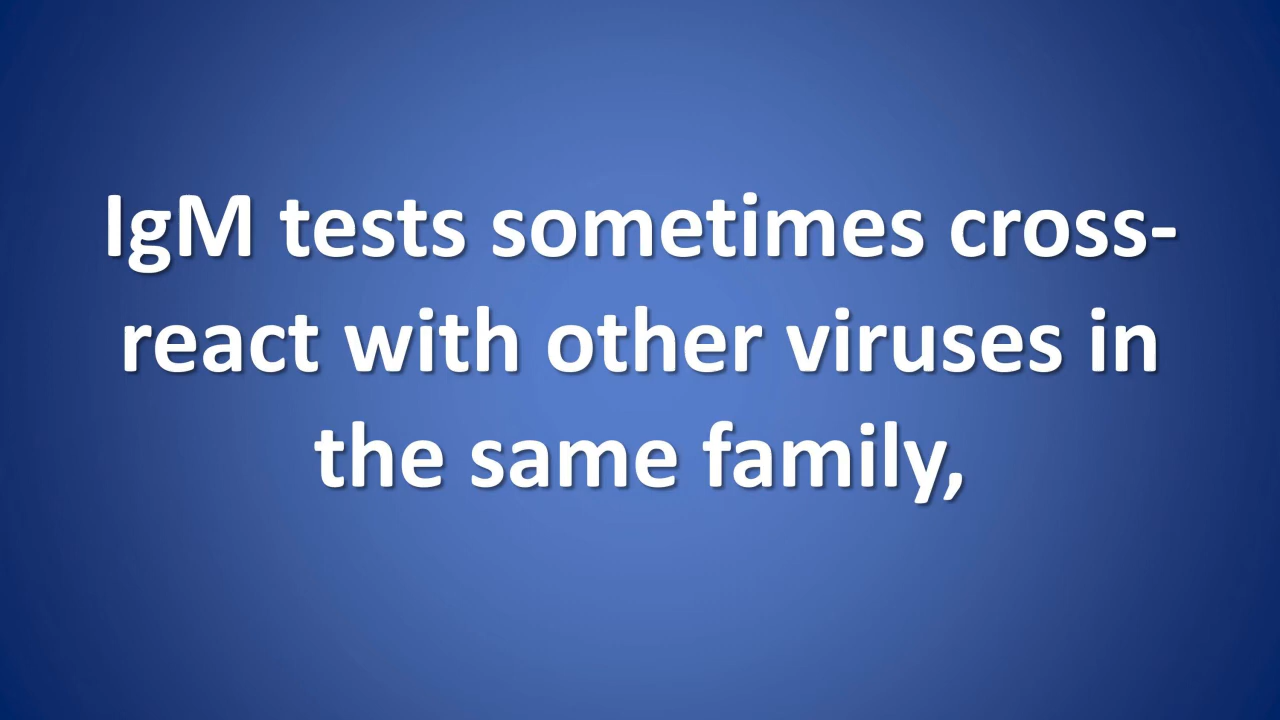 IgM tests sometimes cross-
react with other viruses in
the same family,